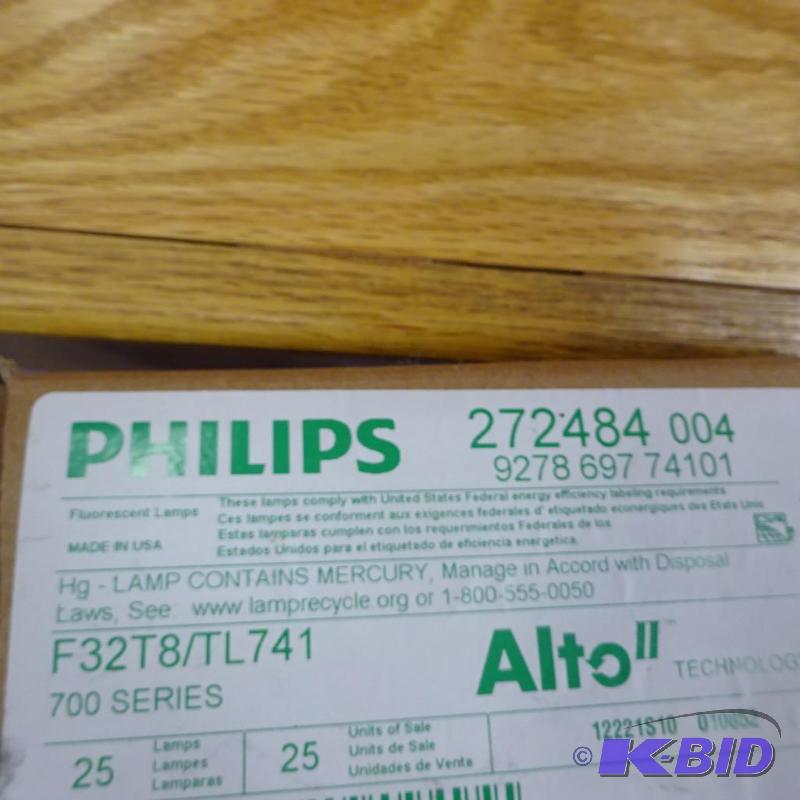 PHILIPS
272484 004
9278 697 74101
Fluorescent Lamps
MADE IN USA
These lamps comply with United States Federal energy efficiency labeling requirements
Ces lampes se conforment aux exigences federales d' etiquetado econergiques des Etats Unis
Estas lamparas cumplen con los requerimientos Federales de los
Estados Unidos para el etiquetado de eficiencia energetica.
Hg - LAMP CONTAINS MERCURY, Manage in Accord with Disposal
Laws, See: www.lamprecycle.org or 1-800-555-0050
F32T8/TL741
700 SERIES
Alto II TECHNOLOG
25
Lamps
Lampes
Lamparas
25
Units of Sale
Units de Sale
Unidades de Venta
12221S10
© K-BID